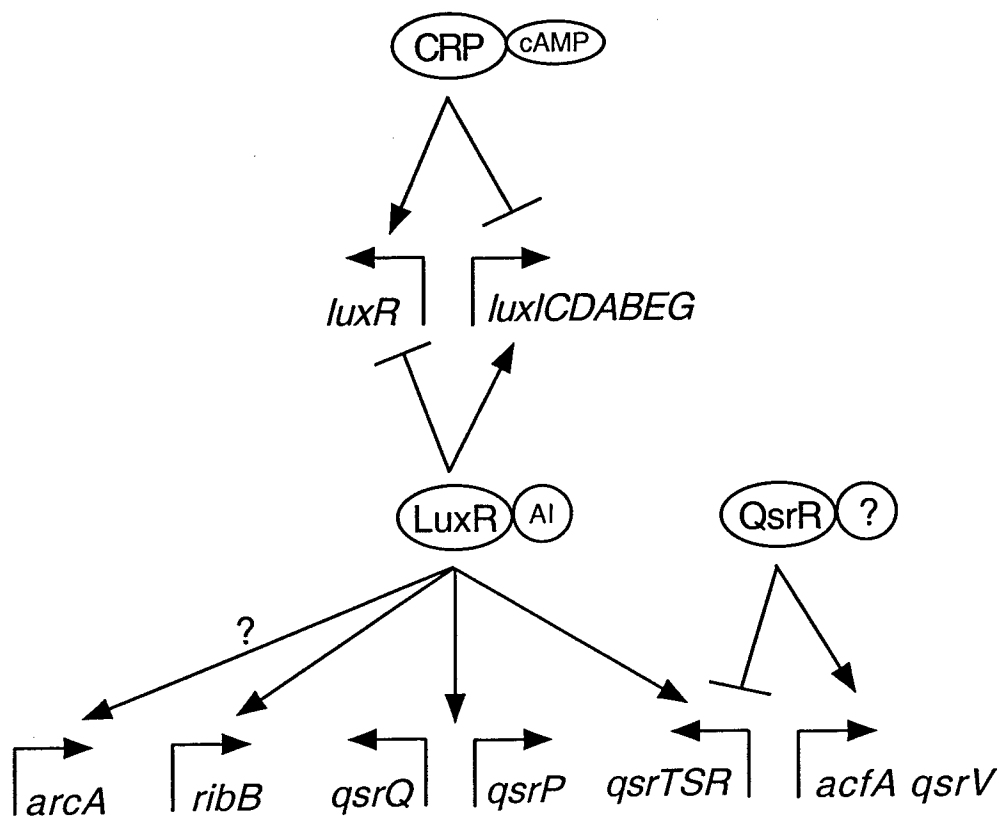 CRP cAMP
luxR luxICDABEG
LuxR AI QsrR ?
?
arcA ribB qsrQ qsrP qsrTSR acfA qsrV